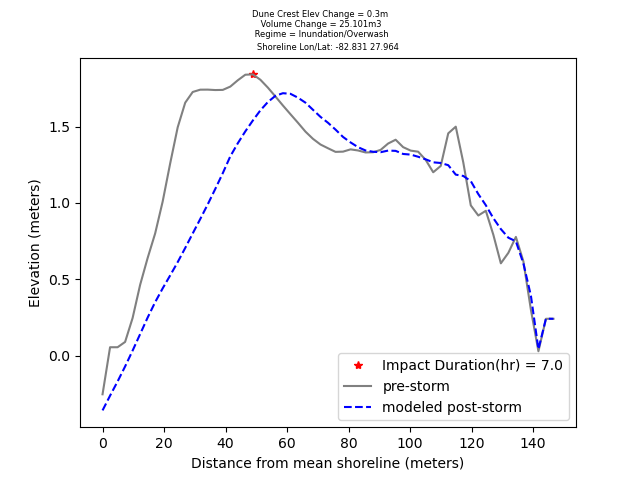 Dune Crest Elev Change = 0.3m
Volume Change = 25.101m3
Regime = Inundation/Overwash
Shoreline Lon/Lat: -82.831 27.964
1.5
1.0
0.5
0.0
Elevation (meters)
Impact Duration(hr) = 7.0
pre-storm
modeled post-storm
0 20 40 60 80 100 120 140
Distance from mean shoreline (meters)